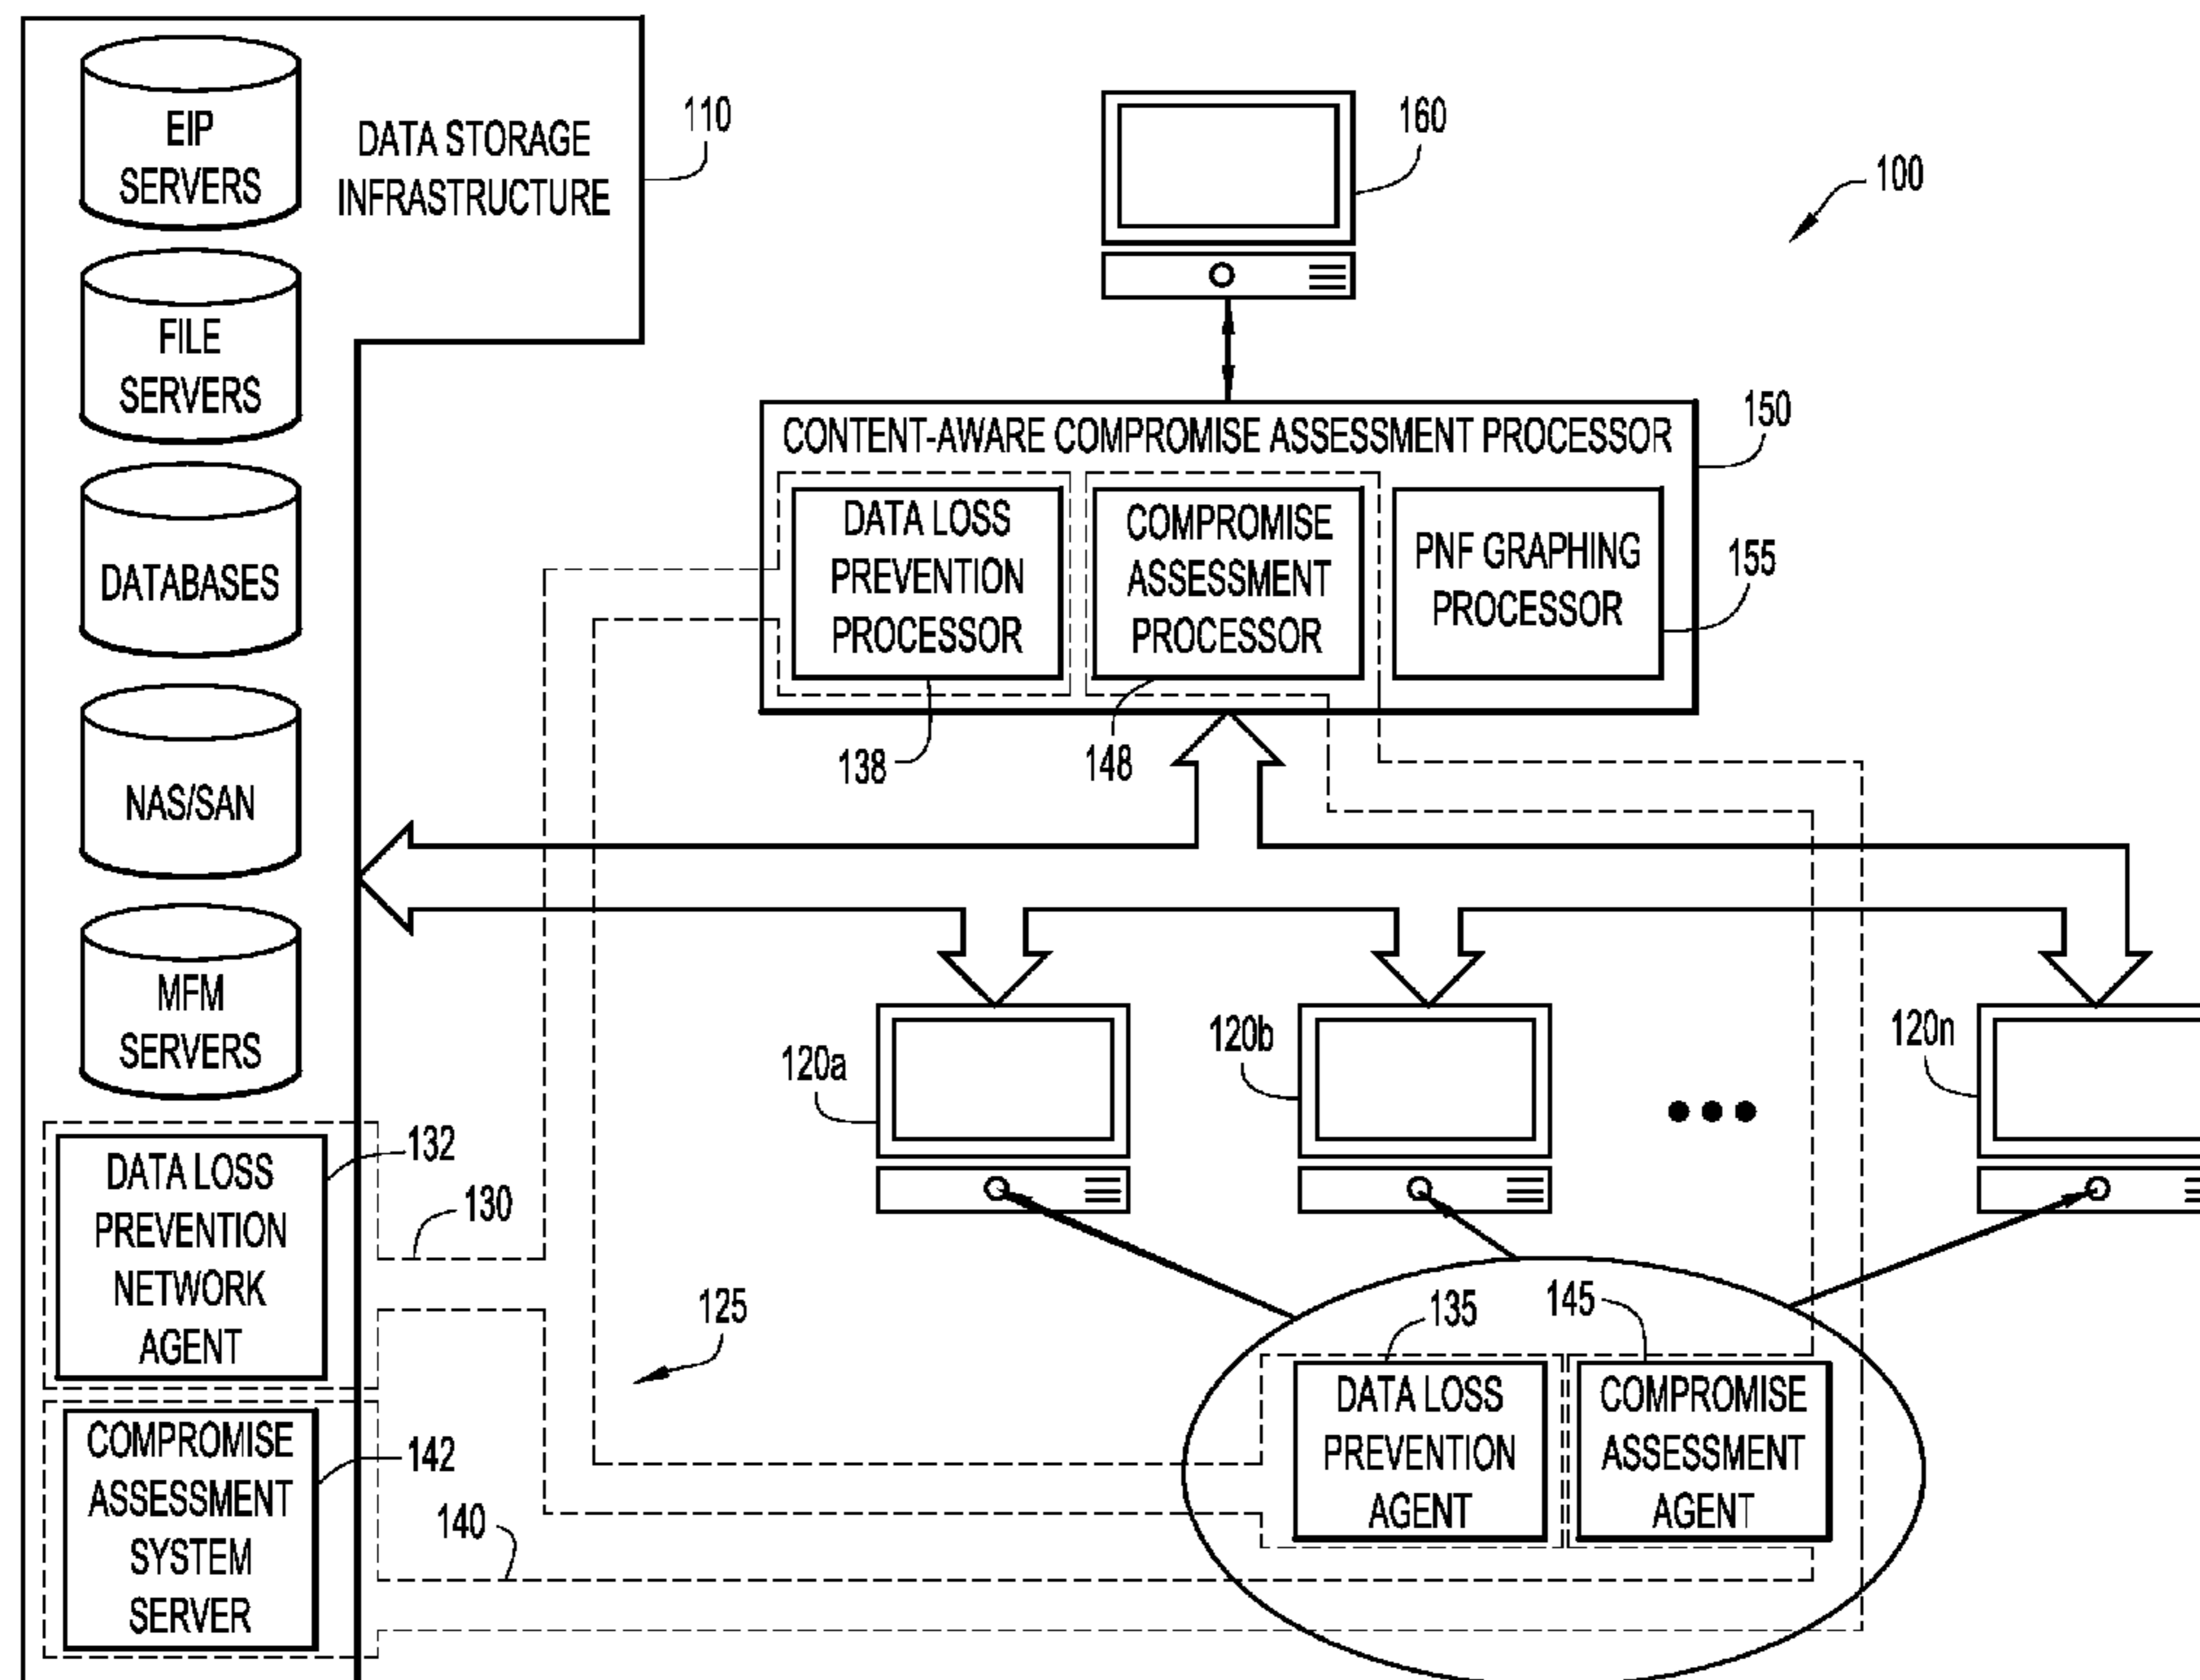 EIP
SERVERS
DATA STORAGE
INFRASTRUCTURE
110
160
100
FILE
SERVERS
150
CONTENT-AWARE COMPROMISE ASSESSMENT PROCESSOR
DATA LOSS
PREVENTION
PROCESSOR
COMPROMISE
ASSESSMENT
PROCESSOR
PNF GRAPHING
PROCESSOR
155
DATABASES
138
148
NAS/SAN
MFM
SERVERS
120a
120b
120n
DATA LOSS
PREVENTION
NETWORK
AGENT
132
130
125
135
145
DATA LOSS
PREVENTION
AGENT
COMPROMISE
ASSESSMENT
AGENT
COMPROMISE
ASSESSMENT
SYSTEM
SERVER
142
140